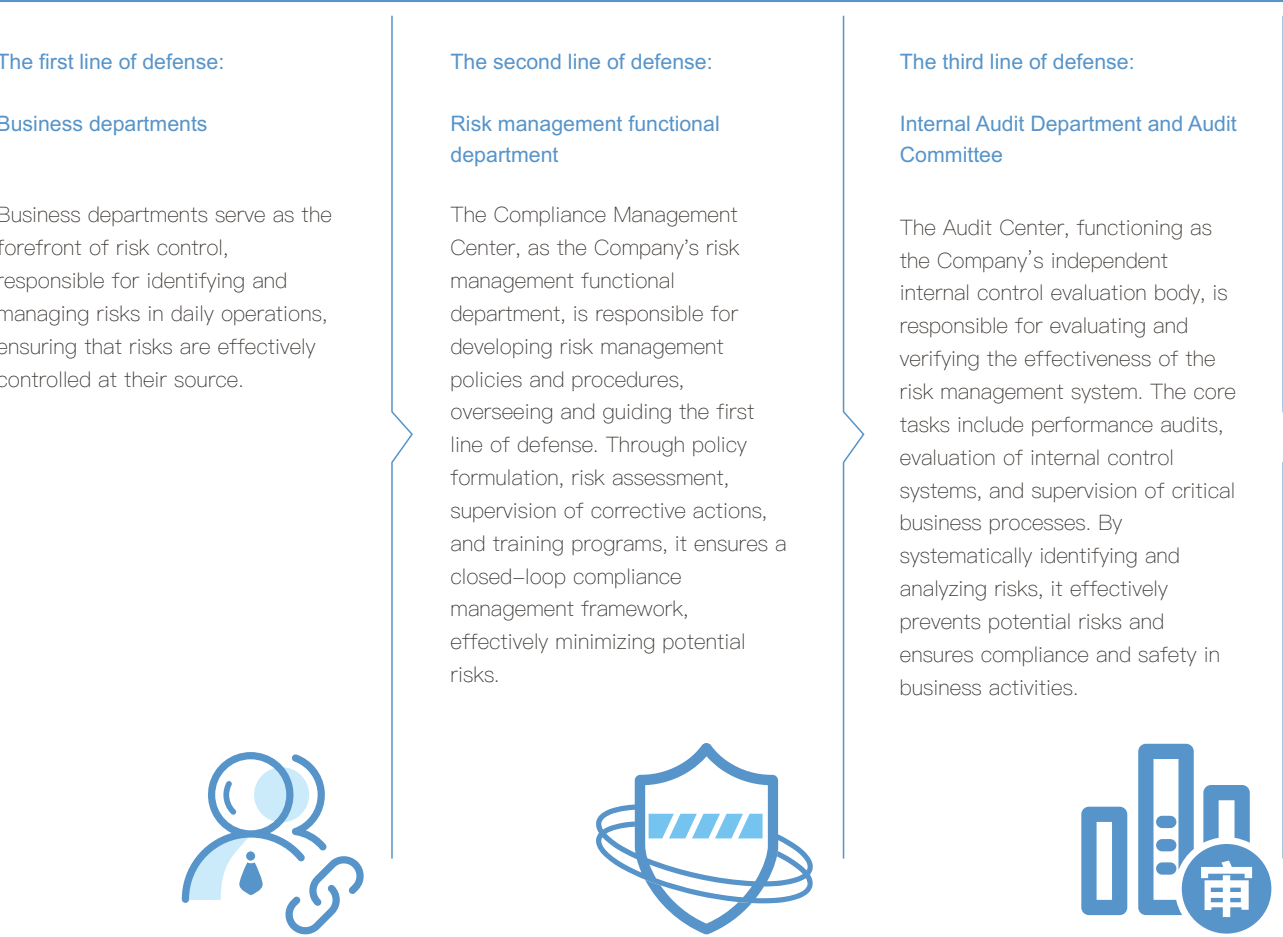 The first line of defense:
Business departments
Business departments serve as the
forefront of risk control,
responsible for identifying and
managing risks in daily operations,
ensuring that risks are effectively
controlled at their source.
The second line of defense:
Risk management functional
department
The Compliance Management
Center, as the Company's risk
management functional
department, is responsible for
developing risk management
policies and procedures,
overseeing and guiding the first
line of defense. Through policy
formulation, risk assessment,
supervision of corrective actions,
and training programs, it ensures a
closed-loop compliance
management framework,
effectively minimizing potential
risks.
The third line of defense:
Internal Audit Department and Audit
Committee
The Audit Center, functioning as
the Company's independent
internal control evaluation body, is
responsible for evaluating and
verifying the effectiveness of the
risk management system. The core
tasks include performance audits,
evaluation of internal control
systems, and supervision of critical
business processes. By
systematically identifying and
analyzing risks, it effectively
prevents potential risks and
ensures compliance and safety in
business activities.
审